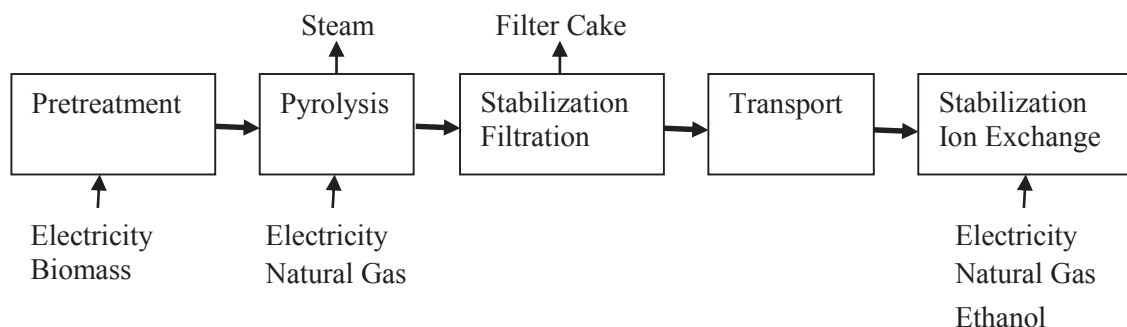 Steam
Filter Cake
Pretreatment
Pyrolysis
Stabilization
Filtration
Transport
Stabilization
Ion Exchange
Electricity
Biomass
Electricity
Natural Gas
Electricity
Natural Gas
Ethanol